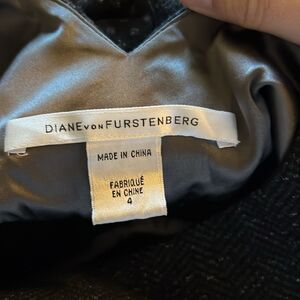 DIANE VON FURSTENBERG
MADE IN CHINA
FABRIQUÉ
EN CHINE
4